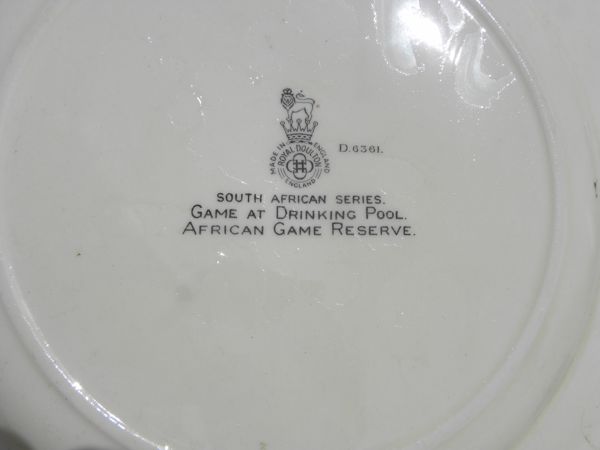 MADE IN ENGLAND
ROYAL DOULTON
ENGLAND
D.6361.
SOUTH AFRICAN SERIES.
GAME AT DRINKING POOL.
AFRICAN GAME RESERVE.